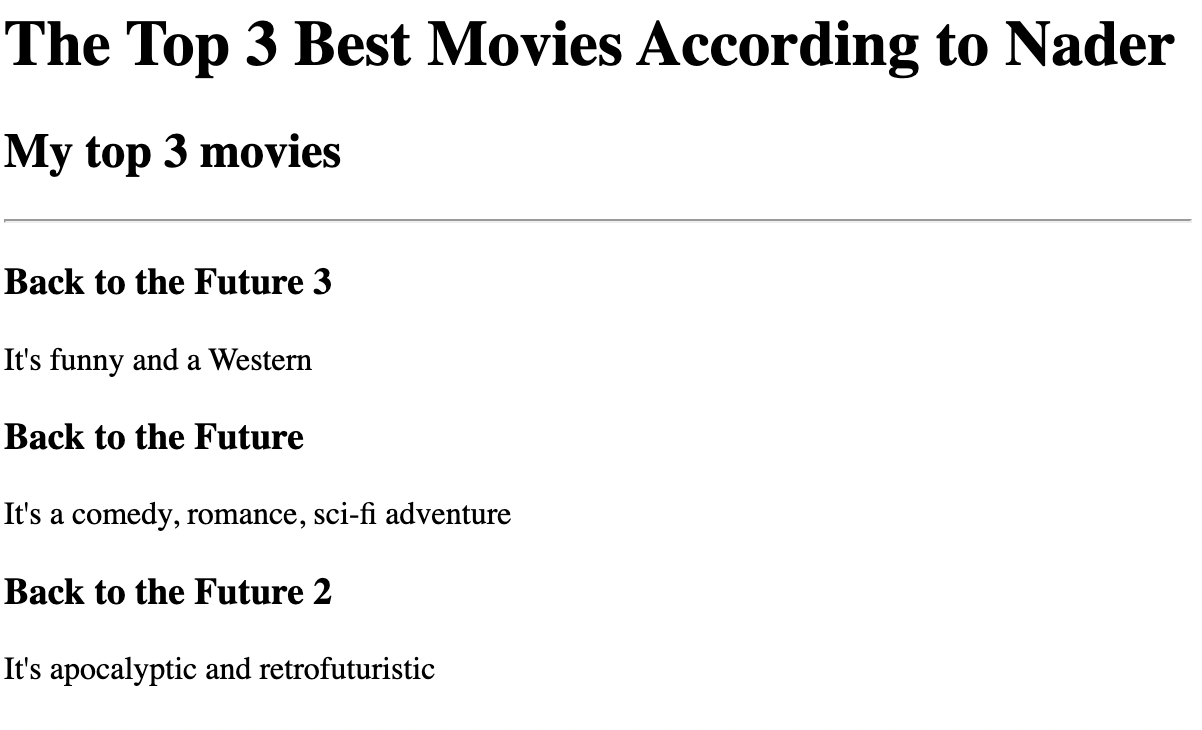 The Top 3 Best Movies According to Nader
My top 3 movies
Back to the Future 3
It's funny and a Western
Back to the Future
It's a comedy, romance, sci-fi adventure
Back to the Future 2
It's apocalyptic and retrofuturistic